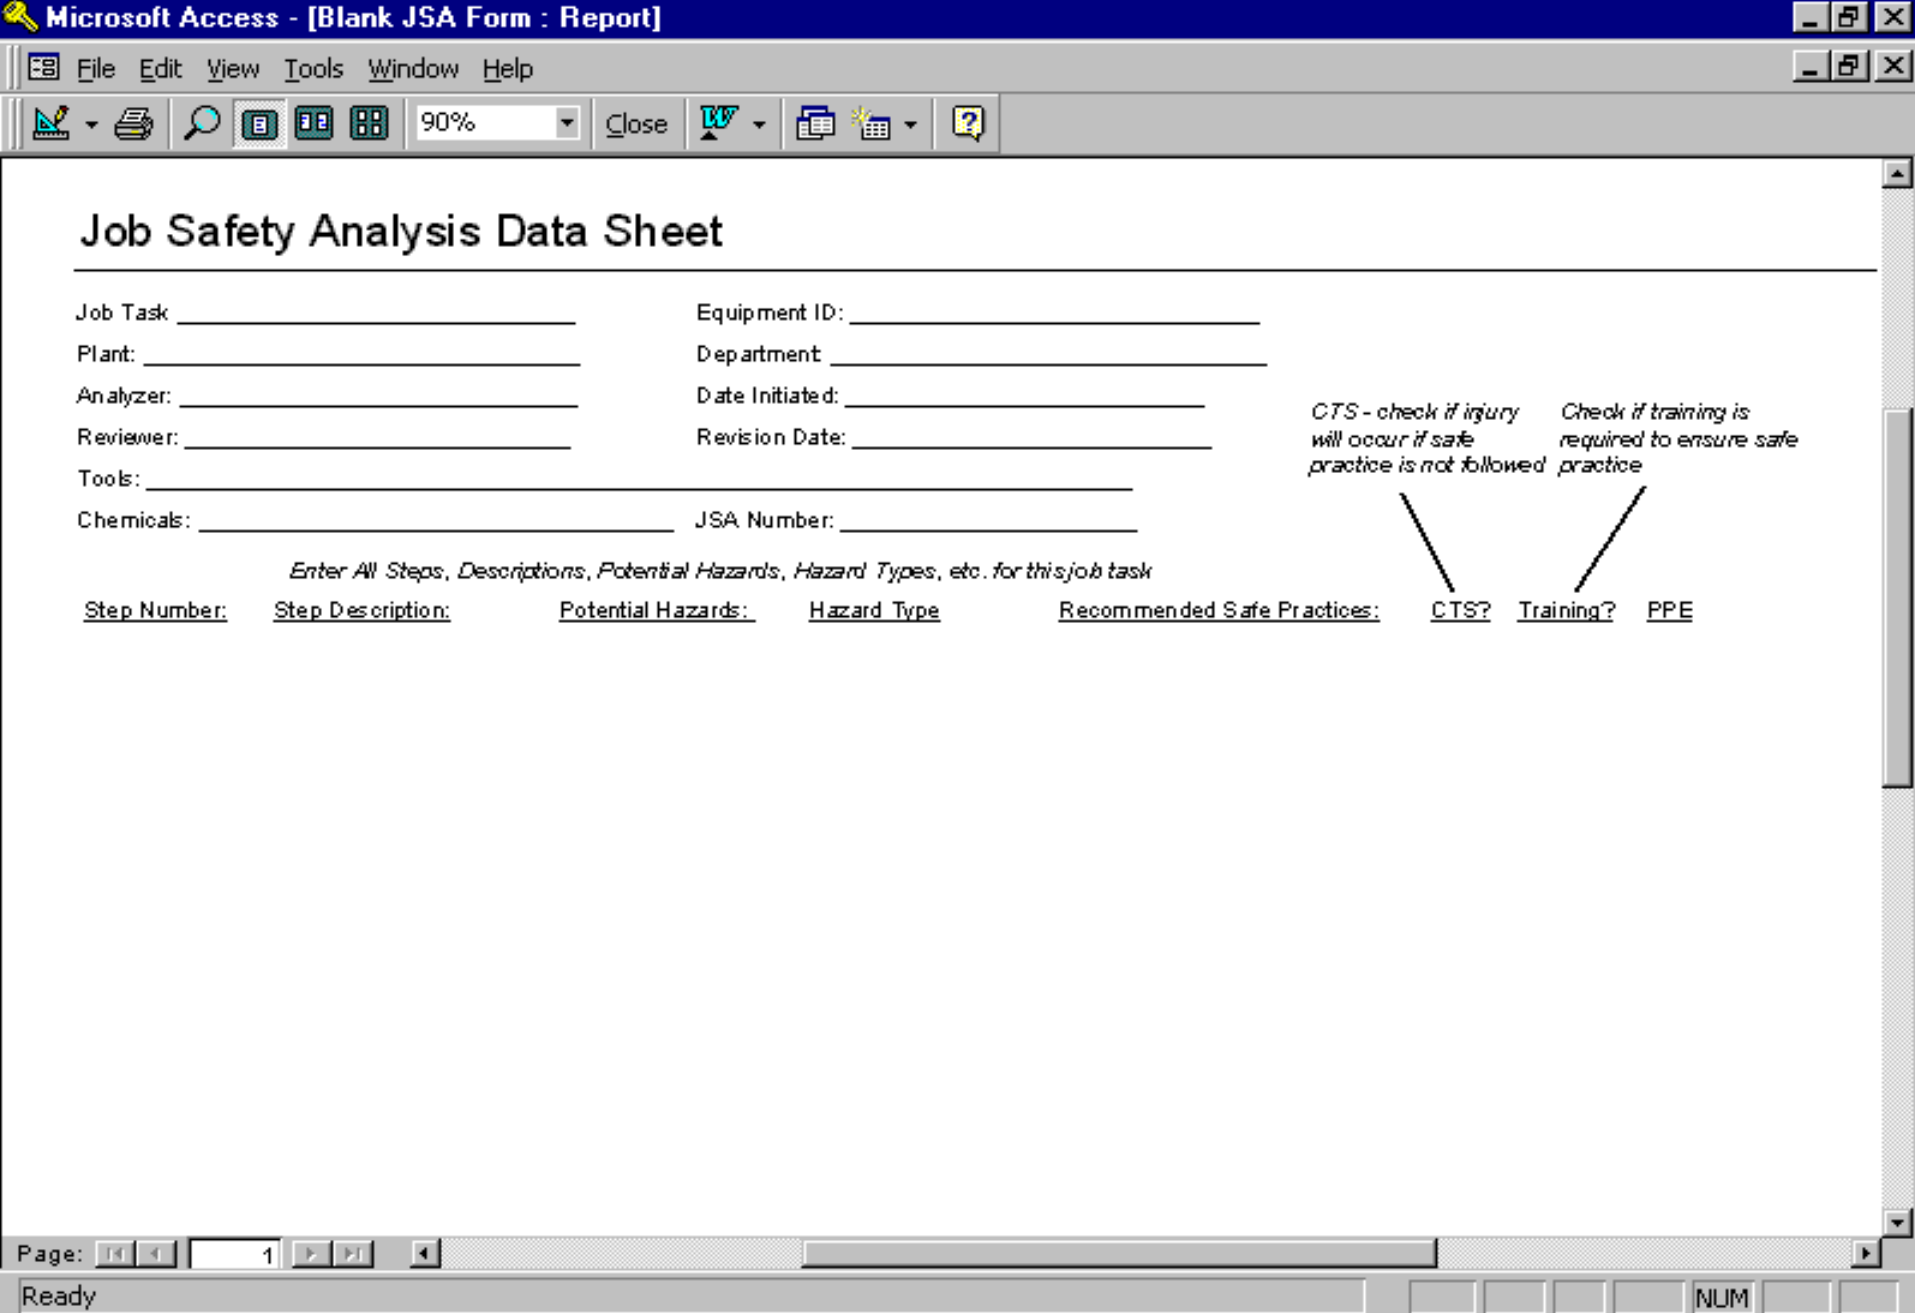 Microsoft Access - [Blank JSA Form : Report]
File Edit View Tools Window Help
90% Close
Job Safety Analysis Data Sheet
Job Task Equipment ID:
Plant: Department
Analyzer: Date Initiated:
Reviewer: Revision Date:
CTS - check if injury will occur if safe practice is not followed
Check if training is required to ensure safe practice
Tools:
Chemicals: JSA Number:
Enter All Steps, Descriptions, Potential Hazards, Hazard Types, etc. for this job task
Step Number: Step Description: Potential Hazards: Hazard Type Recommended Safe Practices: CTS? Training? PPE
Page: 1
Ready NUM